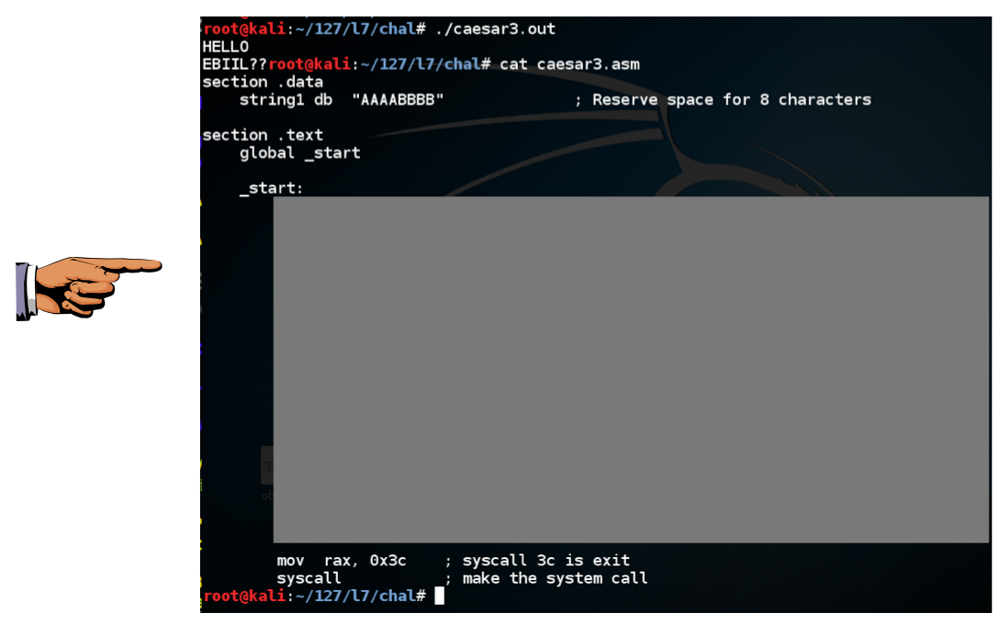 root@kali:~/127/l7/chal# ./caesar3.out
HELLO
EBIIL??root@kali:~/127/l7/chal# cat caesar3.asm
section .data
string1 db "AAAABBBB" ; Reserve space for 8 characters
section .text
global _start
_start:
mov rax, 0x3c ; syscall 3c is exit
syscall ; make the system call
root@kali:~/127/l7/chal#